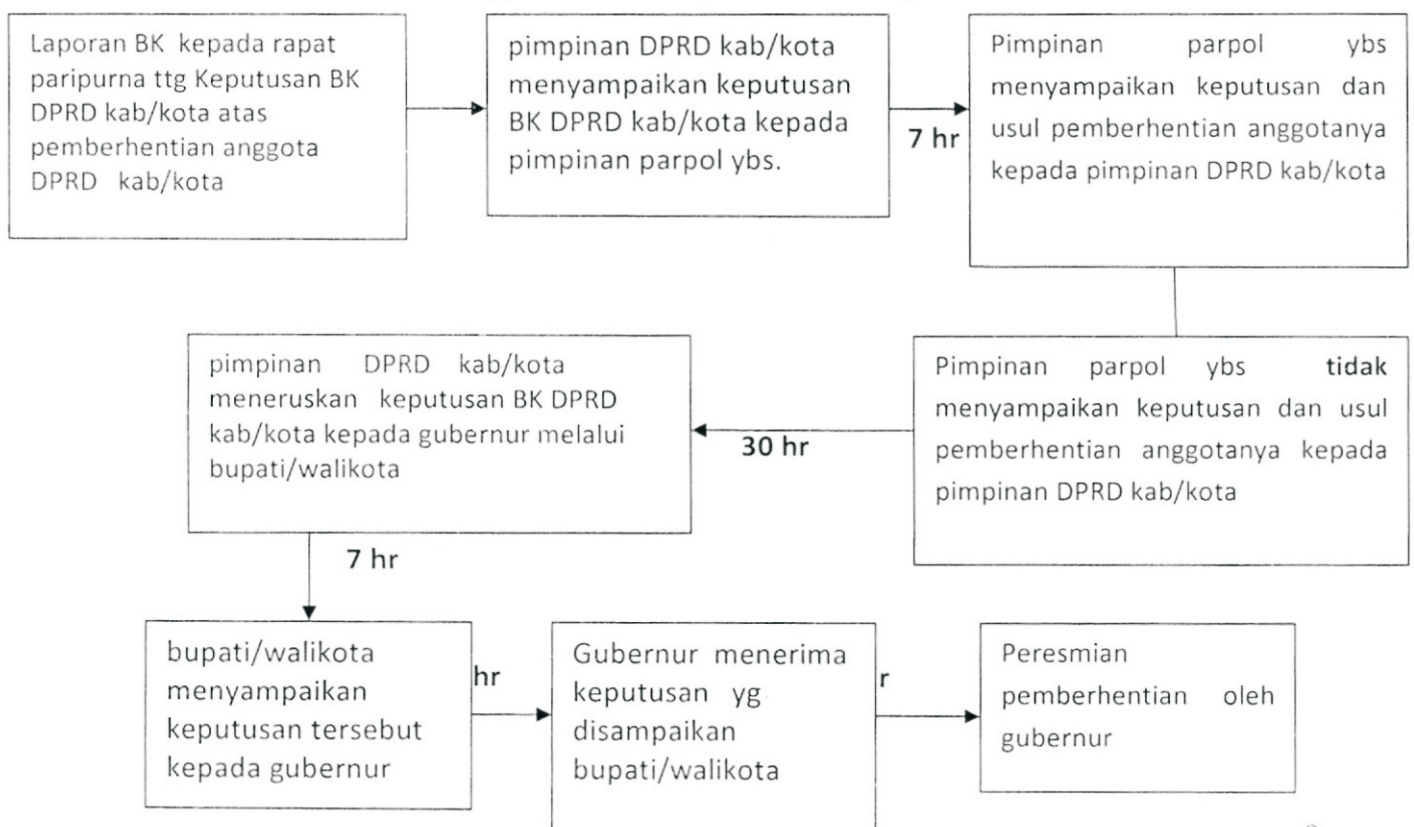 Laporan BK kepada rapat
paripurna ttg Keputusan BK
DPRD kab/kota atas
pemberhentian anggota
DPRD kab/kota
pimpinan DPRD kab/kota
menyampaikan keputusan
BK DPRD kab/kota kepada
pimpinan parpol ybs.
7 hr
Pimpinan parpol ybs
menyampaikan keputusan dan
usul pemberhentian anggotanya
kepada pimpinan DPRD kab/kota
Pimpinan parpol ybs tidak
menyampaikan keputusan dan usul
pemberhentian anggotanya kepada
pimpinan DPRD kab/kota
30 hr
pimpinan DPRD kab/kota
meneruskan keputusan BK DPRD
kab/kota kepada gubernur melalui
bupati/walikota
7 hr
bupati/walikota
menyampaikan
keputusan tersebut
kepada gubernur
hr
Gubernur menerima
keputusan yg
disampaikan
bupati/walikota
r
Peresmian
pemberhentian oleh
gubernur